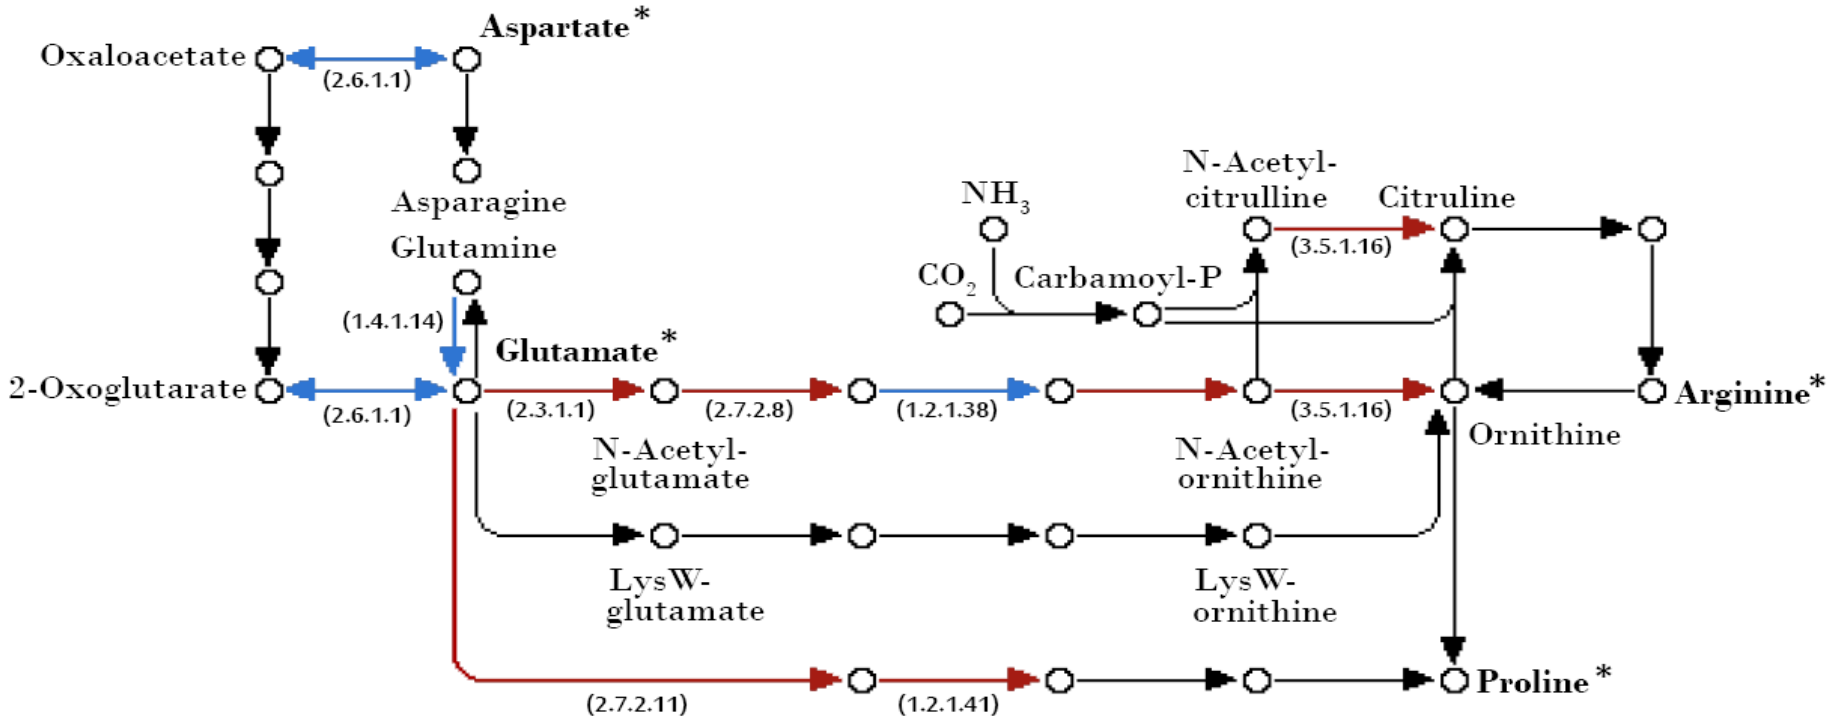 Aspartate*
Oxaloacetate
(2.6.1.1)
Asparagine
Glutamine
(1.4.1.14)
Glutamate*
2-Oxoglutarate
(2.6.1.1)
(2.3.1.1)
(2.7.2.8)
(1.2.1.38)
(3.5.1.16)
N-Acetyl-
glutamate
N-Acetyl-
ornithine
NH₃
CO₂
Carbamoyl-P
N-Acetyl-
citrulline
Citruline
(3.5.1.16)
Arginine*
Ornithine
LysW-
glutamate
LysW-
ornithine
(2.7.2.11)
(1.2.1.41)
Proline*